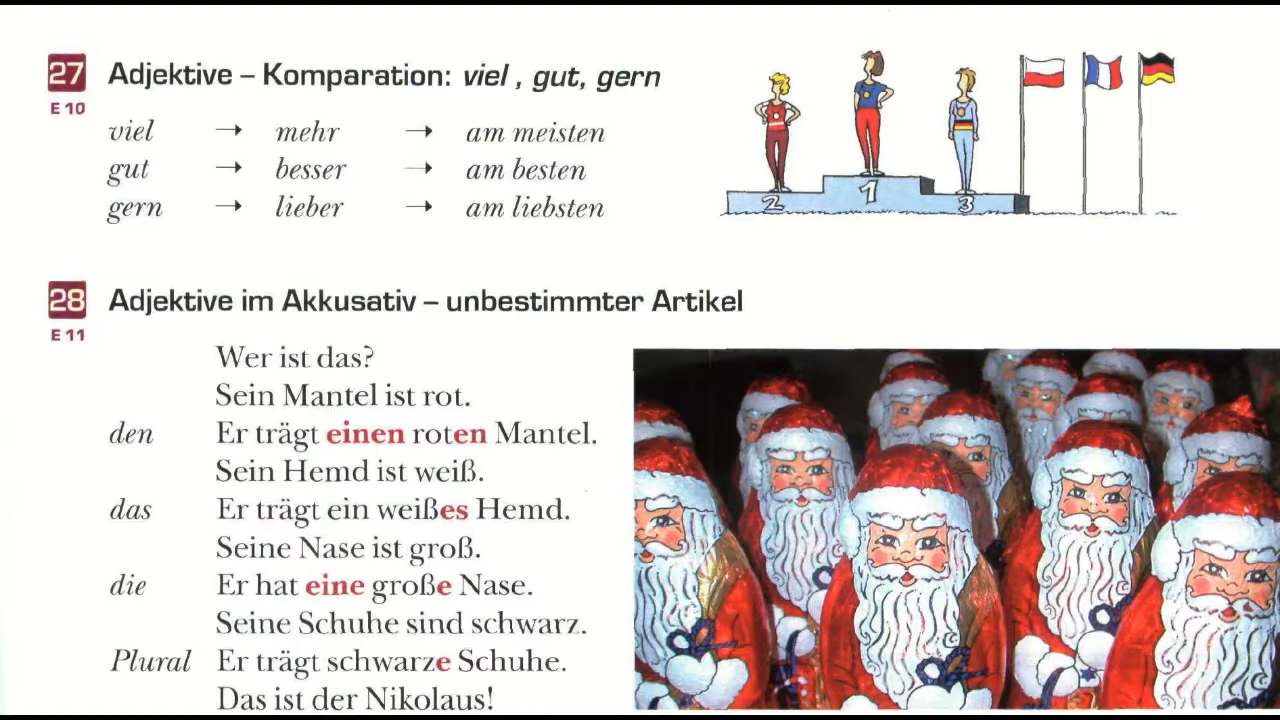 27 Adjektive – Komparation: viel , gut, gern
E 10
viel → mehr → am meisten
gut → besser → am besten
gern → lieber → am liebsten
2 1 3
28 Adjektive im Akkusativ – unbestimmter Artikel
E 11
Wer ist das?
Sein Mantel ist rot.
den Er trägt einen roten Mantel.
Sein Hemd ist weiß.
das Er trägt ein weißes Hemd.
Seine Nase ist groß.
die Er hat eine große Nase.
Seine Schuhe sind schwarz.
Plural Er trägt schwarze Schuhe.
Das ist der Nikolaus!